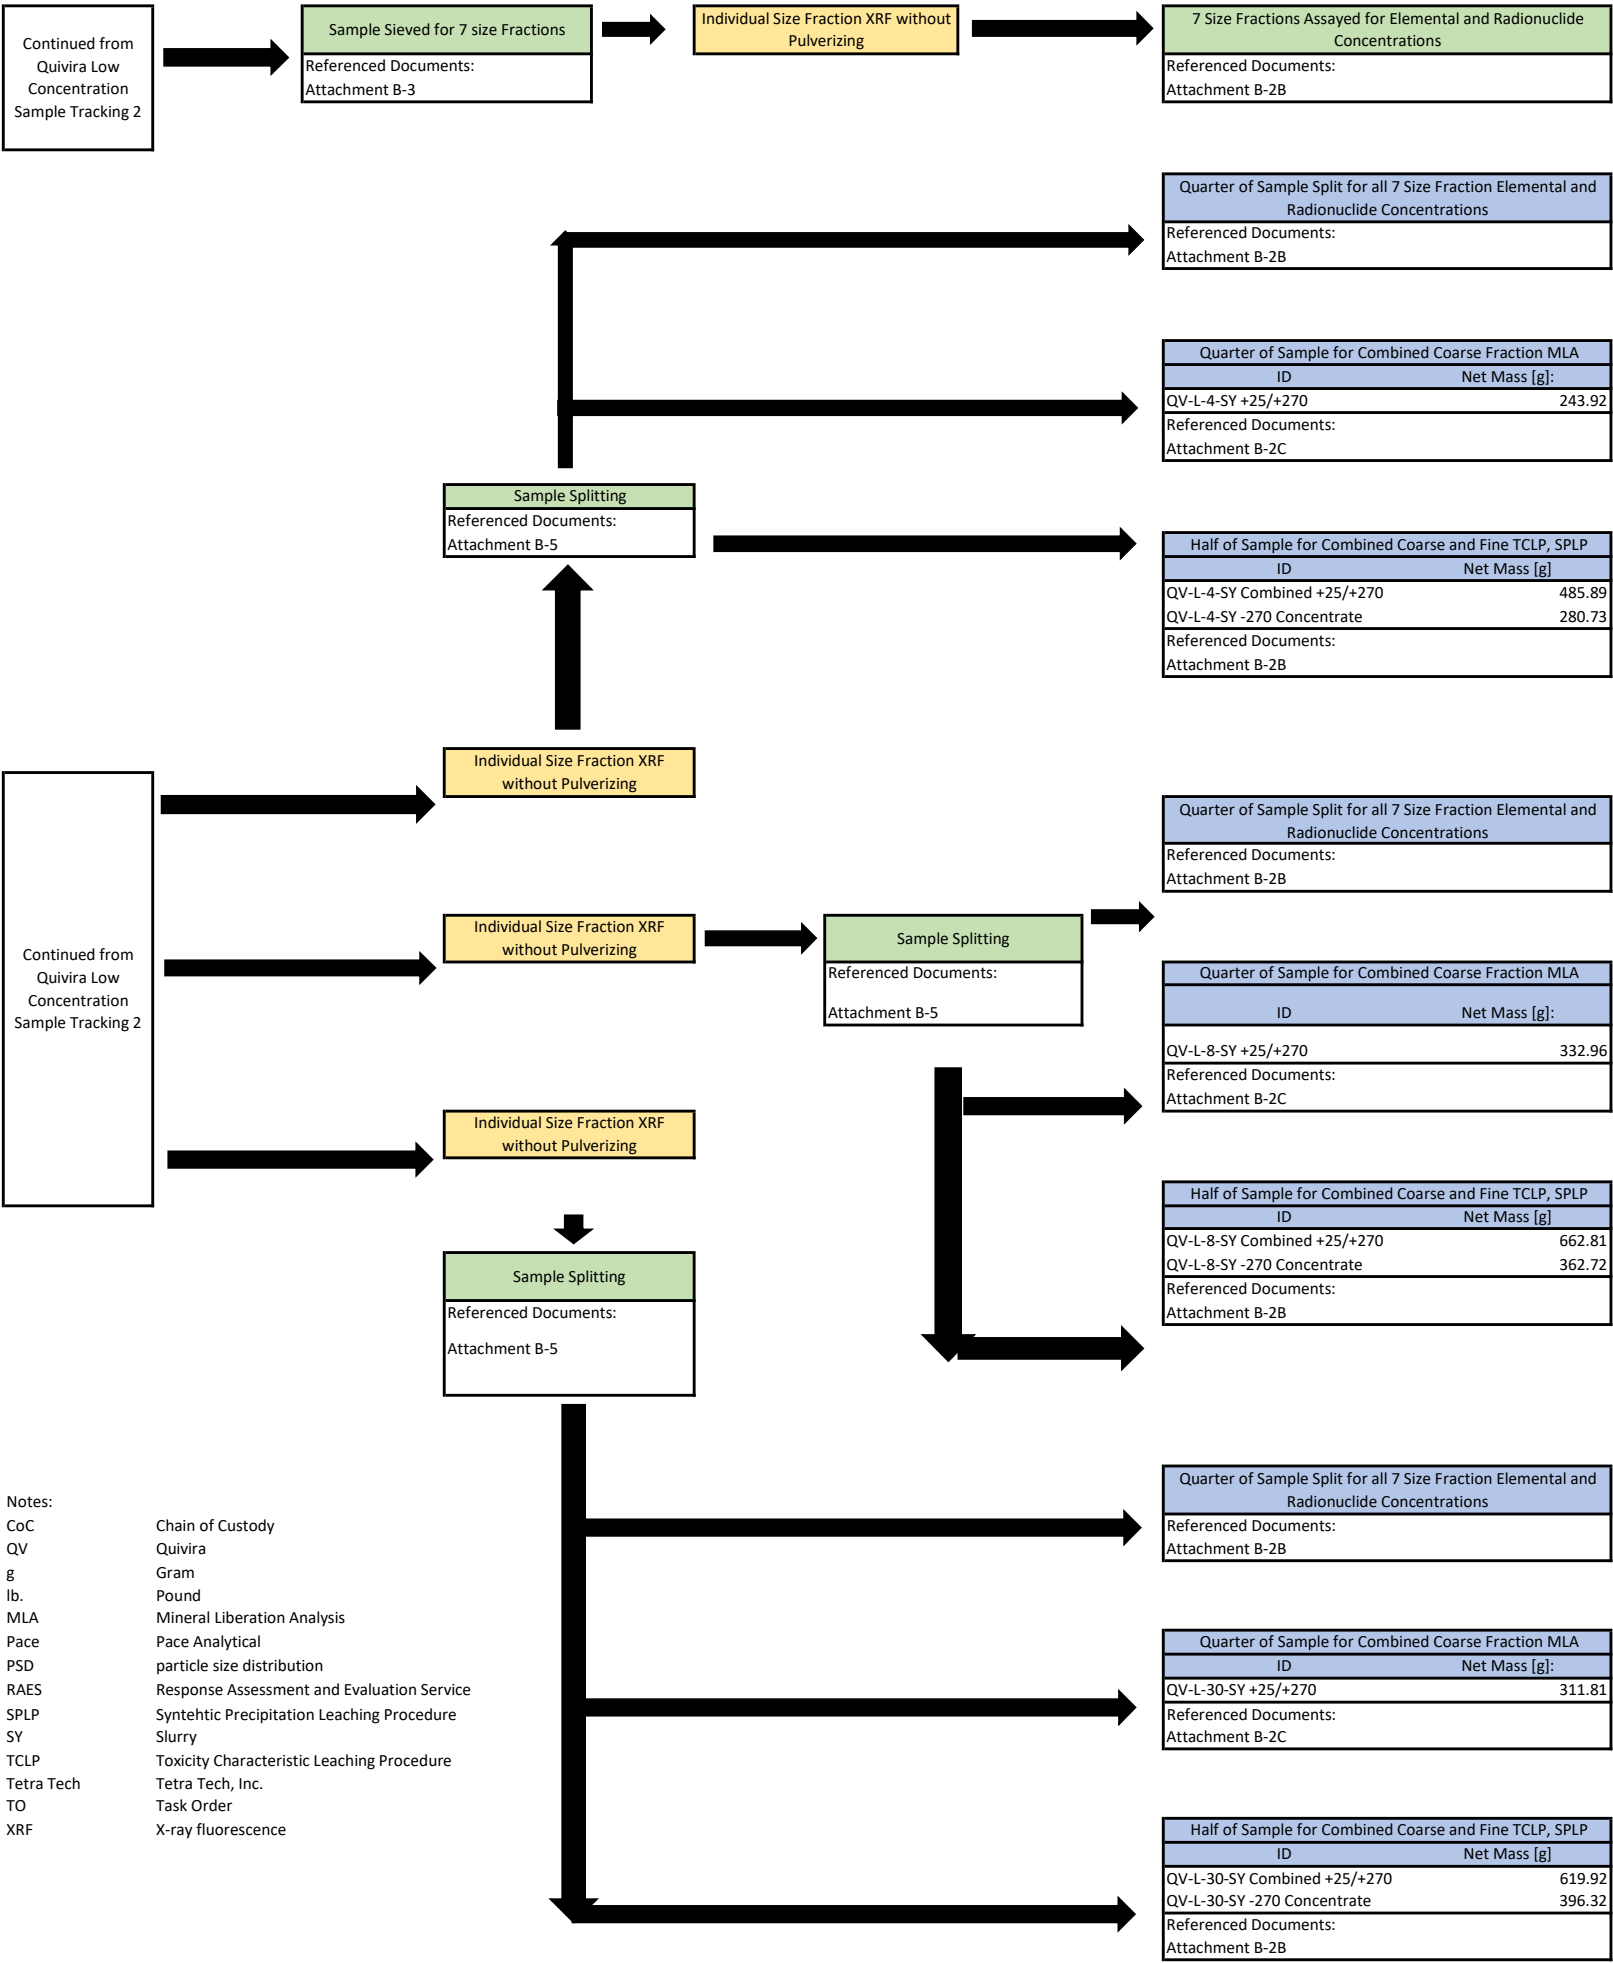 Continued from
Quivira Low
Concentration
Sample Tracking 2
Sample Sieved for 7 size Fractions
Referenced Documents:
Attachment B-3
Individual Size Fraction XRF without
Pulverizing
7 Size Fractions Assayed for Elemental and Radionuclide
Concentrations
Referenced Documents:
Attachment B-2B
Quarter of Sample Split for all 7 Size Fraction Elemental and
Radionuclide Concentrations
Referenced Documents:
Attachment B-2B
Quarter of Sample for Combined Coarse Fraction MLA
ID Net Mass [g]:
QV-L-4-SY +25/+270 243.92
Referenced Documents:
Attachment B-2C
Sample Splitting
Referenced Documents:
Attachment B-5
Half of Sample for Combined Coarse and Fine TCLP, SPLP
ID Net Mass [g]
QV-L-4-SY Combined +25/+270 485.89
QV-L-4-SY -270 Concentrate 280.73
Referenced Documents:
Attachment B-2B
Individual Size Fraction XRF
without Pulverizing
Continued from
Quivira Low
Concentration
Sample Tracking 2
Quarter of Sample Split for all 7 Size Fraction Elemental and
Radionuclide Concentrations
Referenced Documents:
Attachment B-2B
Individual Size Fraction XRF
without Pulverizing
Sample Splitting
Referenced Documents:
Attachment B-5
Quarter of Sample for Combined Coarse Fraction MLA
ID Net Mass [g]:
QV-L-8-SY +25/+270 332.96
Referenced Documents:
Attachment B-2C
Individual Size Fraction XRF
without Pulverizing
Half of Sample for Combined Coarse and Fine TCLP, SPLP
ID Net Mass [g]
QV-L-8-SY Combined +25/+270 662.81
QV-L-8-SY -270 Concentrate 362.72
Referenced Documents:
Attachment B-2B
Sample Splitting
Referenced Documents:
Attachment B-5
Quarter of Sample Split for all 7 Size Fraction Elemental and
Radionuclide Concentrations
Referenced Documents:
Attachment B-2B
Quarter of Sample for Combined Coarse Fraction MLA
ID Net Mass [g]:
QV-L-30-SY +25/+270 311.81
Referenced Documents:
Attachment B-2C
Half of Sample for Combined Coarse and Fine TCLP, SPLP
ID Net Mass [g]
QV-L-30-SY Combined +25/+270 619.92
QV-L-30-SY -270 Concentrate 396.32
Referenced Documents:
Attachment B-2B
Notes:
CoC Chain of Custody
QV Quivira
g Gram
lb. Pound
MLA Mineral Liberation Analysis
Pace Pace Analytical
PSD particle size distribution
RAES Response Assessment and Evaluation Service
SPLP Syntehtic Precipitation Leaching Procedure
SY Slurry
TCLP Toxicity Characteristic Leaching Procedure
Tetra Tech Tetra Tech, Inc.
TO Task Order
XRF X-ray fluorescence